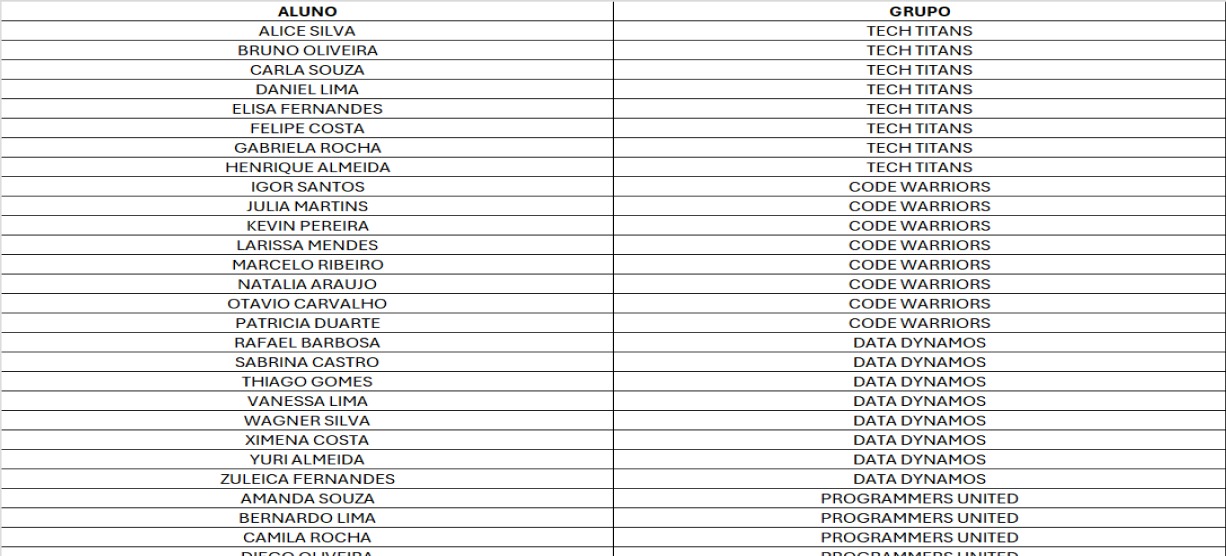 ALUNO GRUPO
ALICE SILVA TECH TITANS
BRUNO OLIVEIRA TECH TITANS
CARLA SOUZA TECH TITANS
DANIEL LIMA TECH TITANS
ELISA FERNANDES TECH TITANS
FELIPE COSTA TECH TITANS
GABRIELA ROCHA TECH TITANS
HENRIQUE ALMEIDA TECH TITANS
IGOR SANTOS CODE WARRIORS
JULIA MARTINS CODE WARRIORS
KEVIN PEREIRA CODE WARRIORS
LARISSA MENDES CODE WARRIORS
MARCELO RIBEIRO CODE WARRIORS
NATALIA ARAUJO CODE WARRIORS
OTAVIO CARVALHO CODE WARRIORS
PATRICIA DUARTE CODE WARRIORS
RAFAEL BARBOSA DATA DYNAMOS
SABRINA CASTRO DATA DYNAMOS
THIAGO GOMES DATA DYNAMOS
VANESSA LIMA DATA DYNAMOS
WAGNER SILVA DATA DYNAMOS
XIMENA COSTA DATA DYNAMOS
YURI ALMEIDA DATA DYNAMOS
ZULEICA FERNANDES DATA DYNAMOS
AMANDA SOUZA PROGRAMMERS UNITED
BERNARDO LIMA PROGRAMMERS UNITED
CAMILA ROCHA PROGRAMMERS UNITED
DIEGO OLIVEIRA PROGRAMMERS UNITED